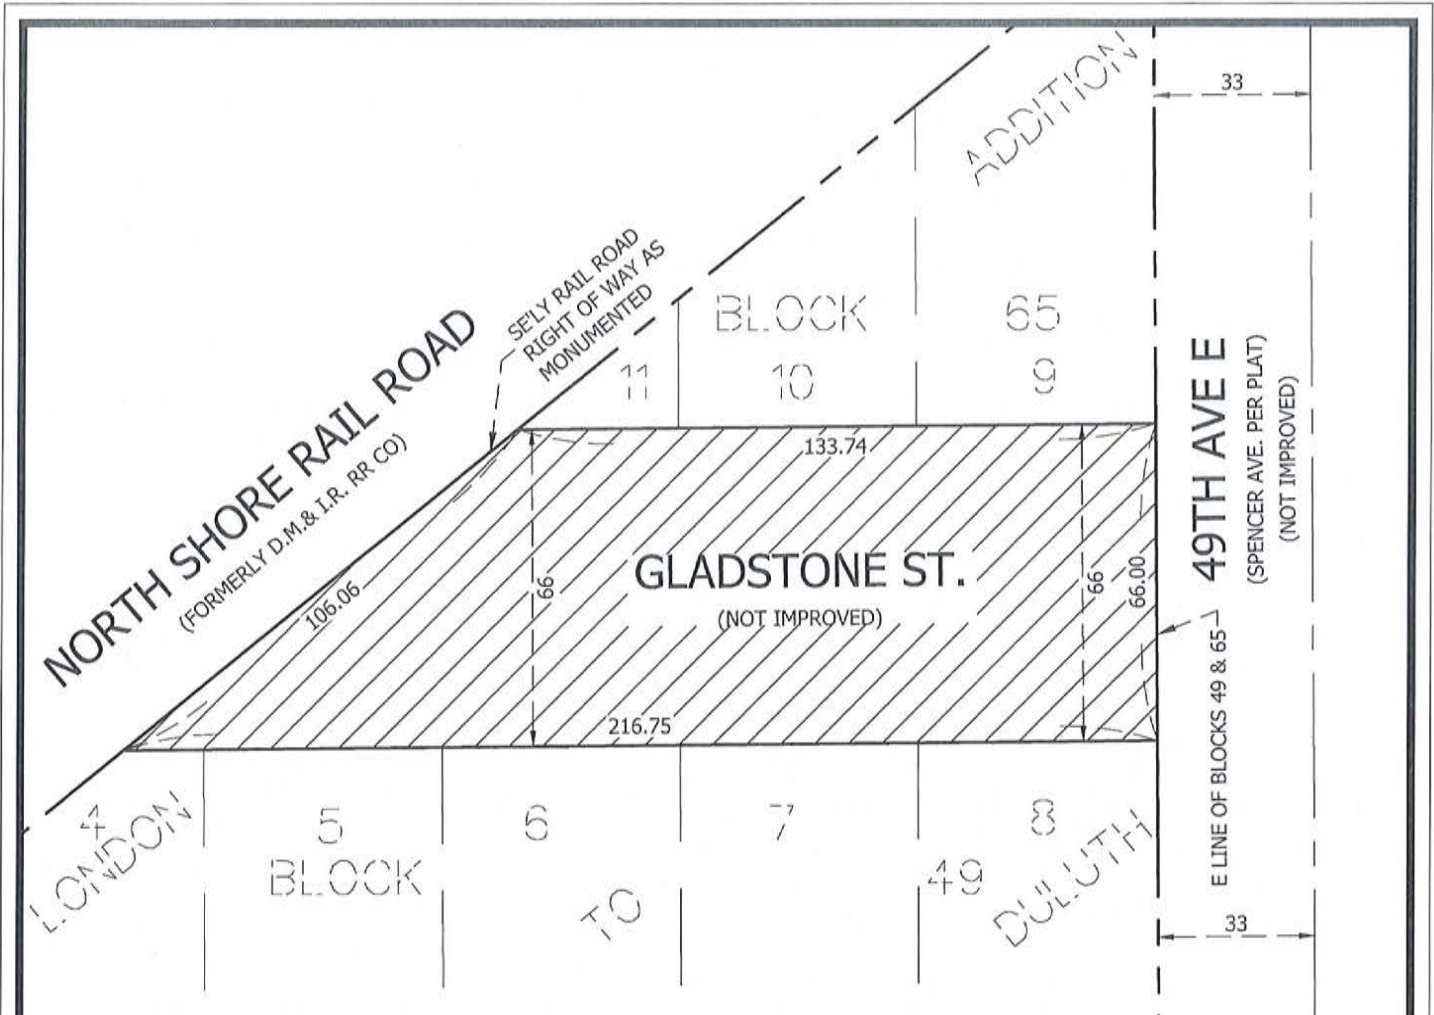 33
ADDITION
SE'LY RAIL ROAD
RIGHT OF WAY AS
MONUMENTED
BLOCK 65
11 10 9
NORTH SHORE RAIL ROAD
(FORMERLY D.M.& I.R. RR CO)
133.74
49TH AVE E
(SPENCER AVE. PER PLAT)
(NOT IMPROVED)
106.06
66
GLADSTONE ST.
(NOT IMPROVED)
66
66.00
216.75
E LINE OF BLOCKS 49 & 65
4 5 6 7 8
LONDON
BLOCK 49
TO
DULUTH
33